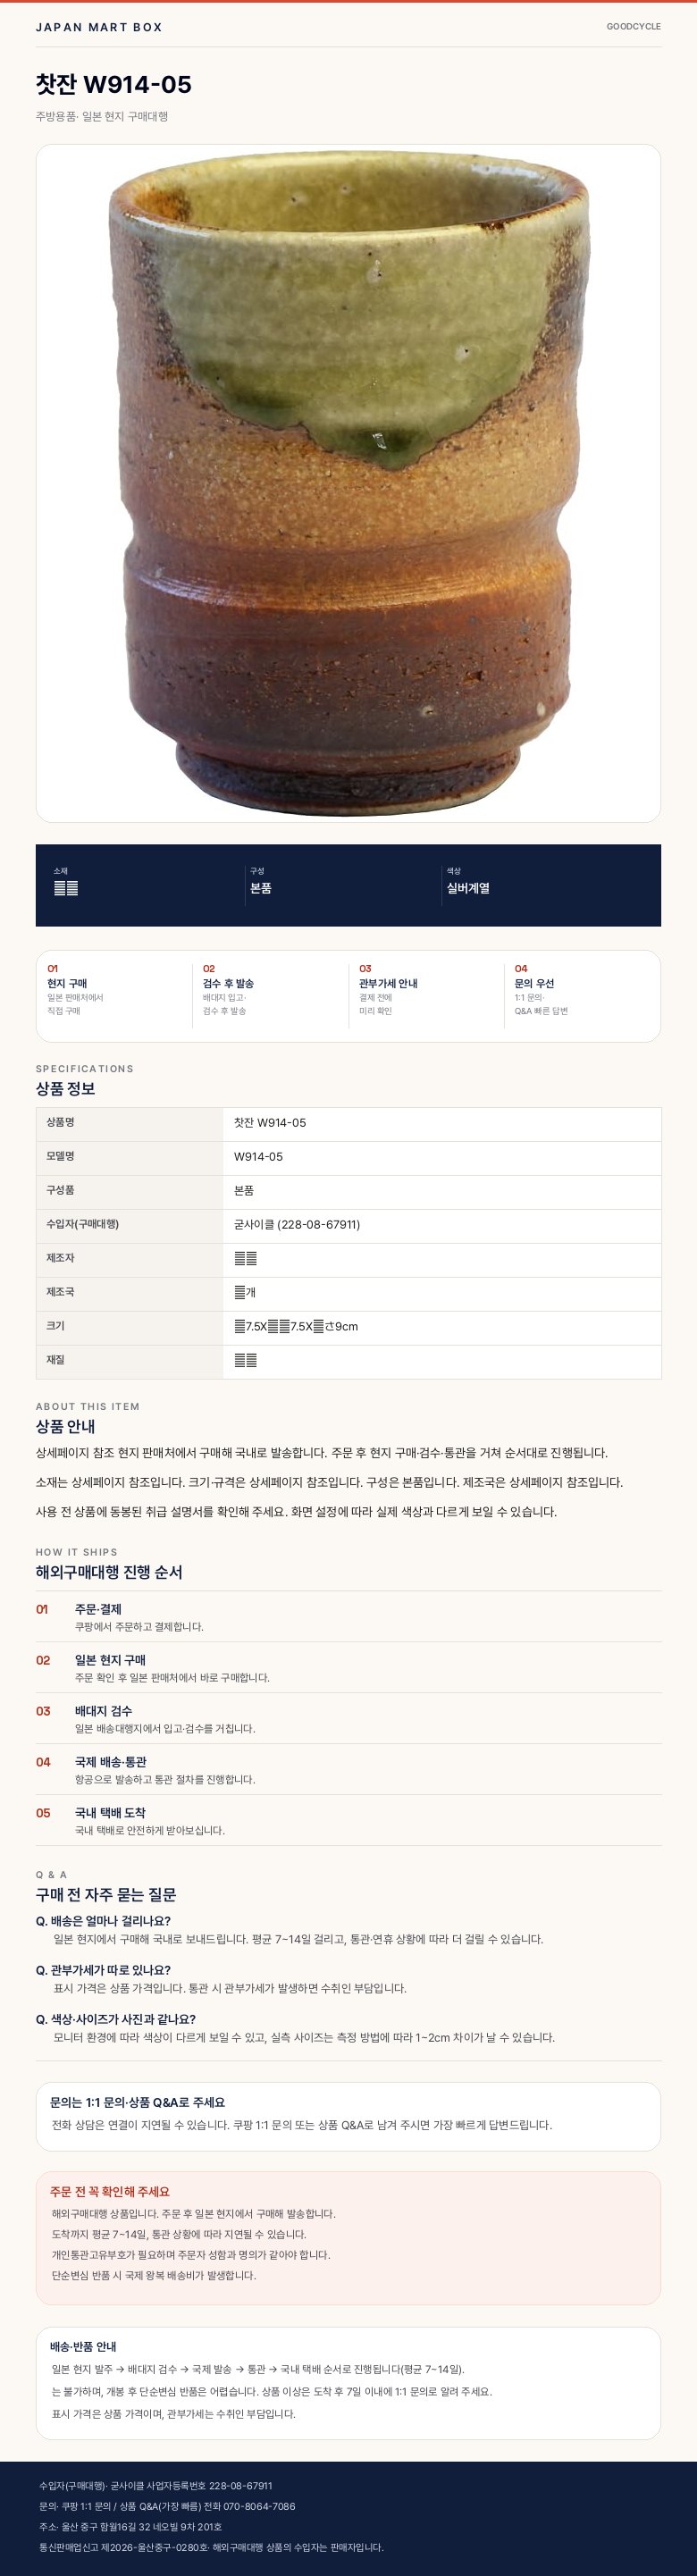 JAPAN MART BOX
GOODCYCLE
찻잔 W914-05
주방용품· 일본 현지 구매대행
소재
구성
색상
본품
실버계열
01
현지 구매
일본 판매처에서
직접 구매
02
검수 후 발송
배대지 입고·
검수 후 발송
03
관부가세 안내
결제 전에
미리 확인
04
문의 우선
1:1 문의·
Q&A 빠른 답변
SPECIFICATIONS
상품 정보
상품명 찻잔 W914-05
모델명 W914-05
구성품 본품
수입자(구매대행) 굳사이클 (228-08-67911)
제조자
제조국 개
크기 7.5X 7.5X さ9cm
재질
ABOUT THIS ITEM
상품 안내
상세페이지 참조 현지 판매처에서 구매해 국내로 발송합니다. 주문 후 현지 구매·검수·통관을 거쳐 순서대로 진행됩니다.
소재는 상세페이지 참조입니다. 크기·규격은 상세페이지 참조입니다. 구성은 본품입니다. 제조국은 상세페이지 참조입니다.
사용 전 상품에 동봉된 취급 설명서를 확인해 주세요. 화면 설정에 따라 실제 색상과 다르게 보일 수 있습니다.
HOW IT SHIPS
해외구매대행 진행 순서
01 주문·결제
쿠팡에서 주문하고 결제합니다.
02 일본 현지 구매
주문 확인 후 일본 판매처에서 바로 구매합니다.
03 배대지 검수
일본 배송대행지에서 입고·검수를 거칩니다.
04 국제 배송·통관
항공으로 발송하고 통관 절차를 진행합니다.
05 국내 택배 도착
국내 택배로 안전하게 받아보십니다.
Q & A
구매 전 자주 묻는 질문
Q. 배송은 얼마나 걸리나요?
일본 현지에서 구매해 국내로 보내드립니다. 평균 7~14일 걸리고, 통관·연휴 상황에 따라 더 걸릴 수 있습니다.
Q. 관부가세가 따로 있나요?
표시 가격은 상품 가격입니다. 통관 시 관부가세가 발생하면 수취인 부담입니다.
Q. 색상·사이즈가 사진과 같나요?
모니터 환경에 따라 색상이 다르게 보일 수 있고, 실측 사이즈는 측정 방법에 따라 1~2cm 차이가 날 수 있습니다.
문의는 1:1 문의·상품 Q&A로 주세요
전화 상담은 연결이 지연될 수 있습니다. 쿠팡 1:1 문의 또는 상품 Q&A로 남겨 주시면 가장 빠르게 답변드립니다.
주문 전 꼭 확인해 주세요
해외구매대행 상품입니다. 주문 후 일본 현지에서 구매해 발송합니다.
도착까지 평균 7~14일, 통관 상황에 따라 지연될 수 있습니다.
개인통관고유부호가 필요하며 주문자 성함과 명의가 같아야 합니다.
단순변심 반품 시 국제 왕복 배송비가 발생합니다.
배송·반품 안내
일본 현지 발주 → 배대지 검수 → 국제 발송 → 통관 → 국내 택배 순서로 진행됩니다(평균 7~14일).
는 불가하며, 개봉 후 단순변심 반품은 어렵습니다. 상품 이상은 도착 후 7일 이내에 1:1 문의로 알려 주세요.
표시 가격은 상품 가격이며, 관부가세는 수취인 부담입니다.
수입자(구매대행)· 굳사이클 사업자등록번호 228-08-67911
문의· 쿠팡 1:1 문의 / 상품 Q&A(가장 빠름) 전화 070-8064-7086
주소· 울산 중구 함월16길 32 네오빌 9차 201호
통신판매업신고 제2026-울산중구-0280호· 해외구매대행 상품의 수입자는 판매자입니다.